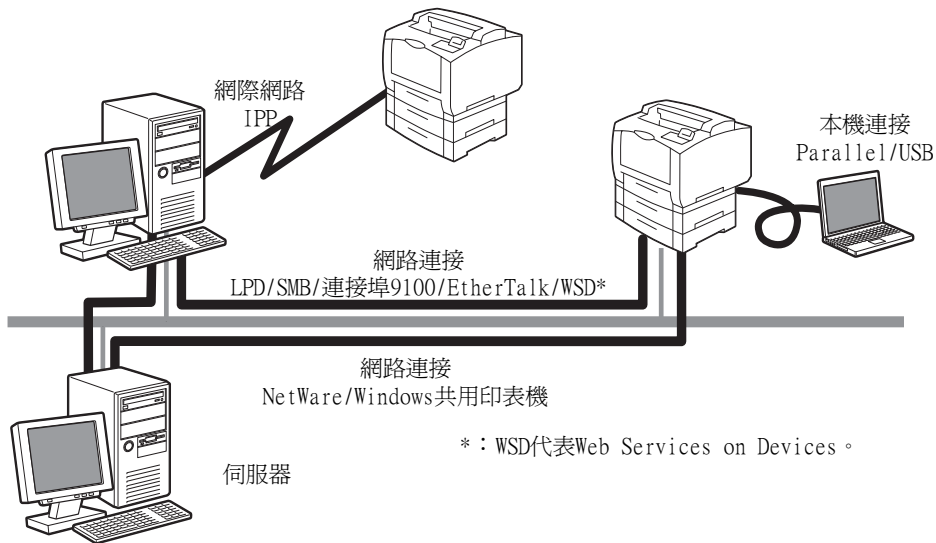 網際網路
IPP
本機連接
Parallel/USB
網路連接
LPD/SMB/連接埠9100/EtherTalk/WSD*
網路連接
NetWare/Windows共用印表機
*：WSD代表Web Services on Devices。
伺服器